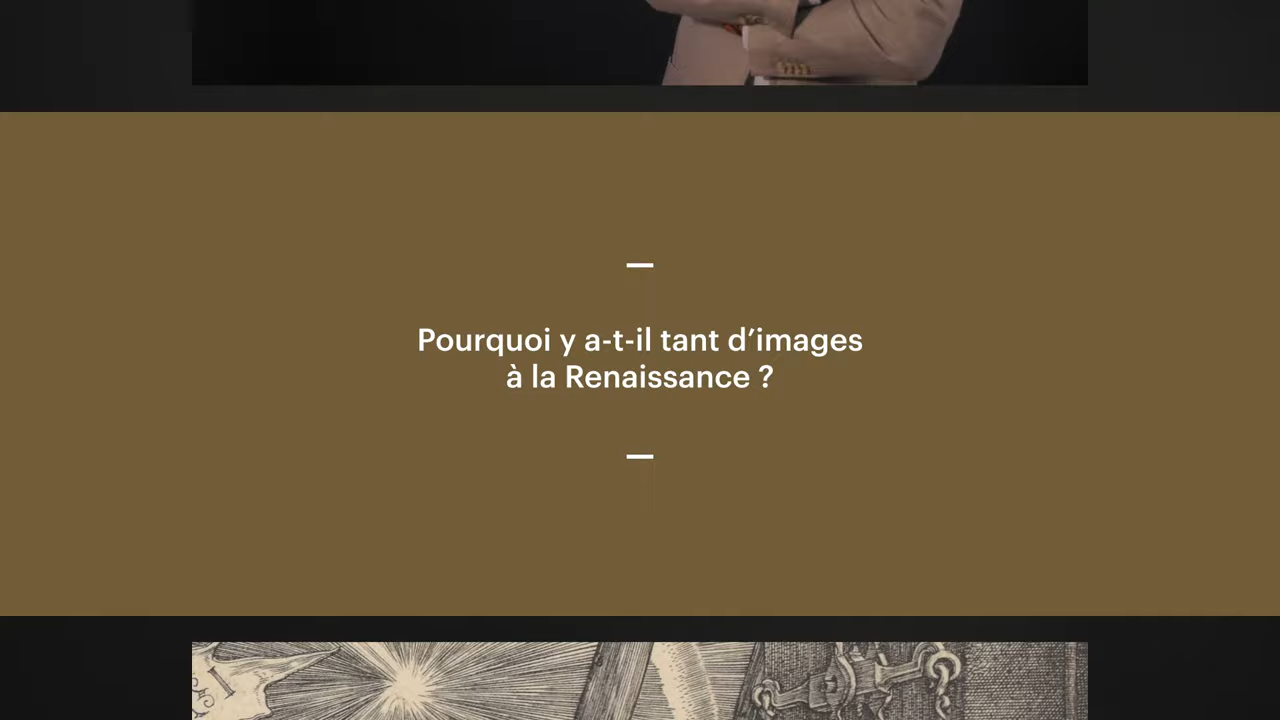 Pourquoi y a-t-il tant d’images
à la Renaissance ?
I